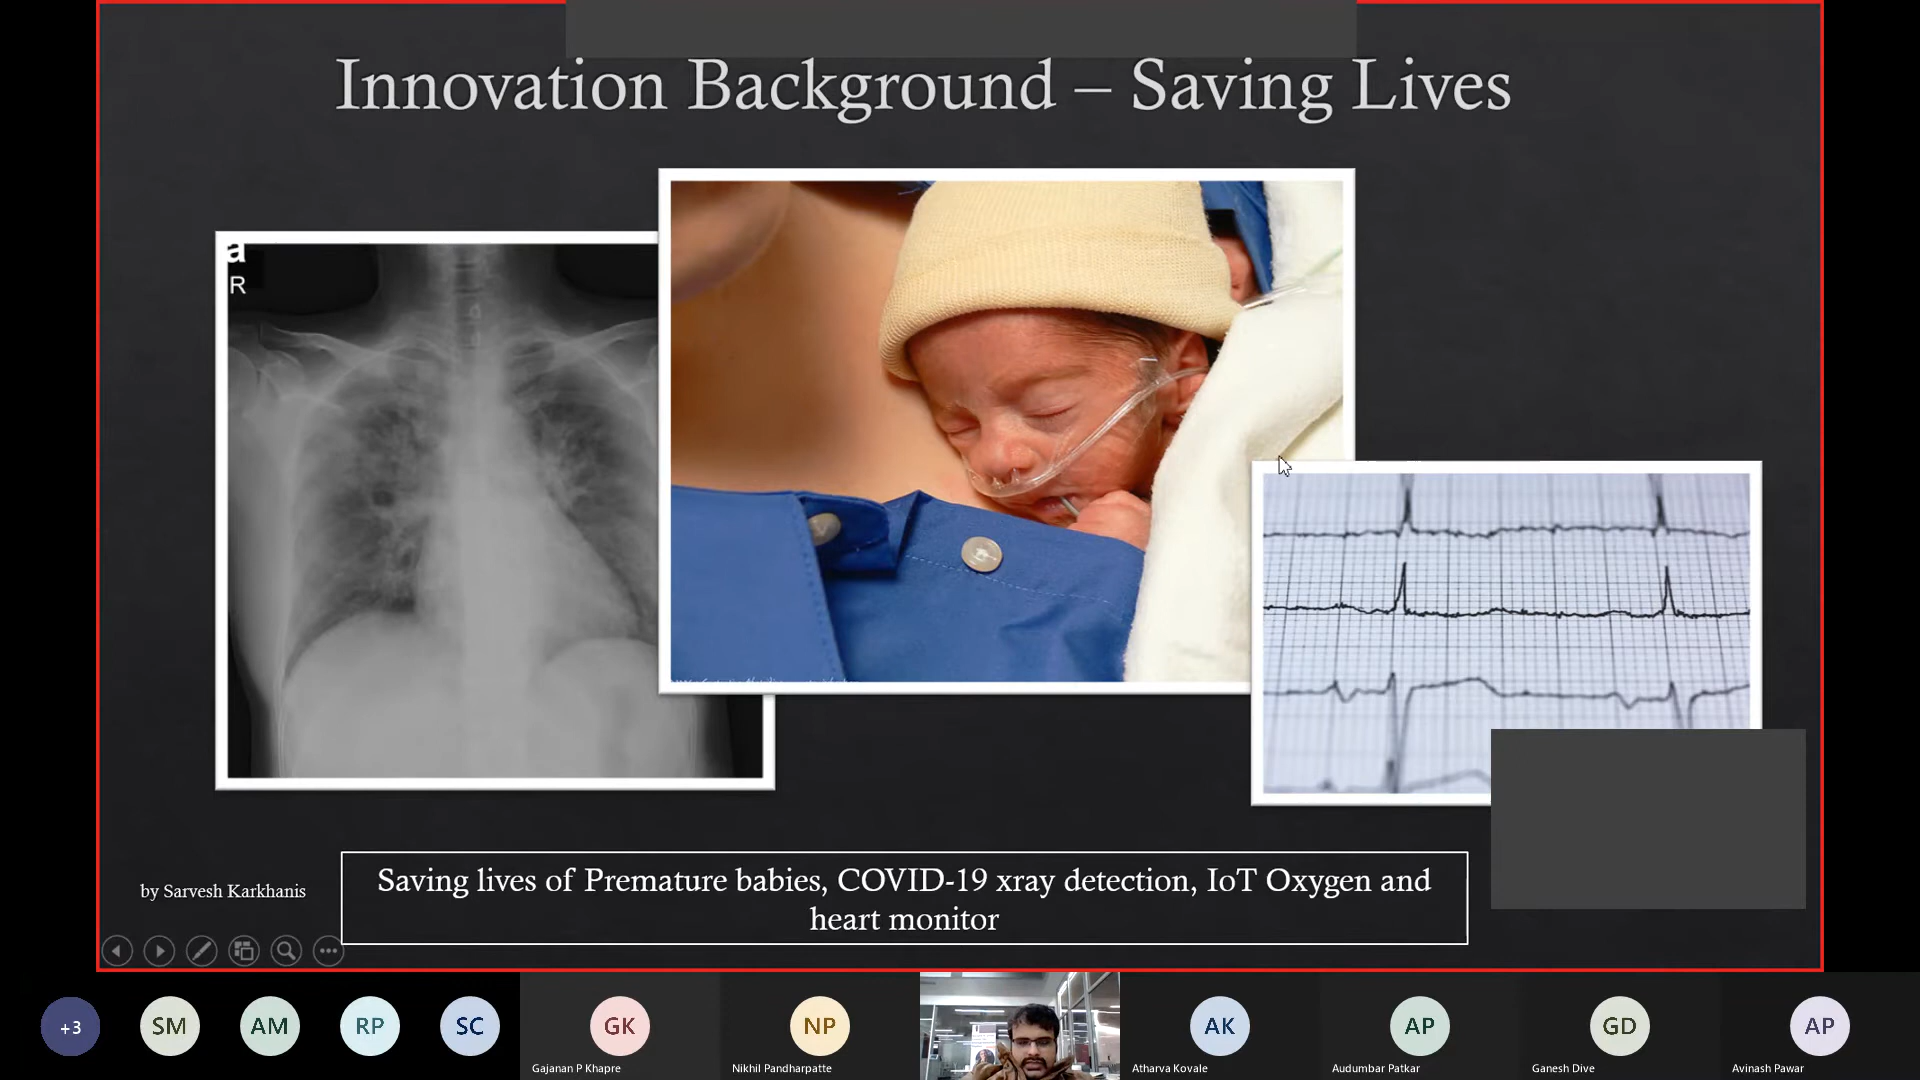 Innovation Background – Saving Lives
a
R
by Sarvesh Karkhanis
Saving lives of Premature babies, COVID-19 xray detection, IoT Oxygen and
heart monitor
+3
SM
AM
RP
SC
GK
NP
AK
AP
GD
AP
Gajanan P Khapre
Nikhil Pandharpatte
Atharva Kovale
Audumbar Patkar
Ganesh Dive
Avinash Pawar